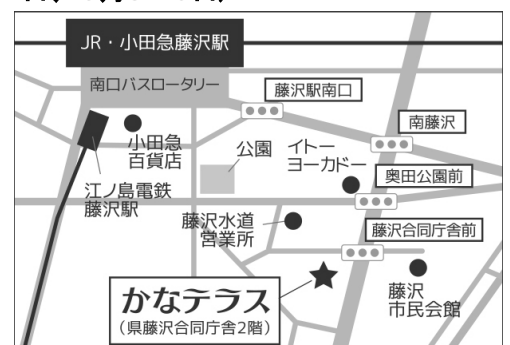 JR・小田急藤沢駅
南口バスロータリー
藤沢駅南口
南藤沢
小田急
百貨店
公園
イトー
ヨーカドー
奥田公園前
江ノ島電鉄
藤沢駅
藤沢水道
営業所
藤沢合同庁舎前
かなテラス
（県藤沢合同庁舎2階）
藤沢
市民会館